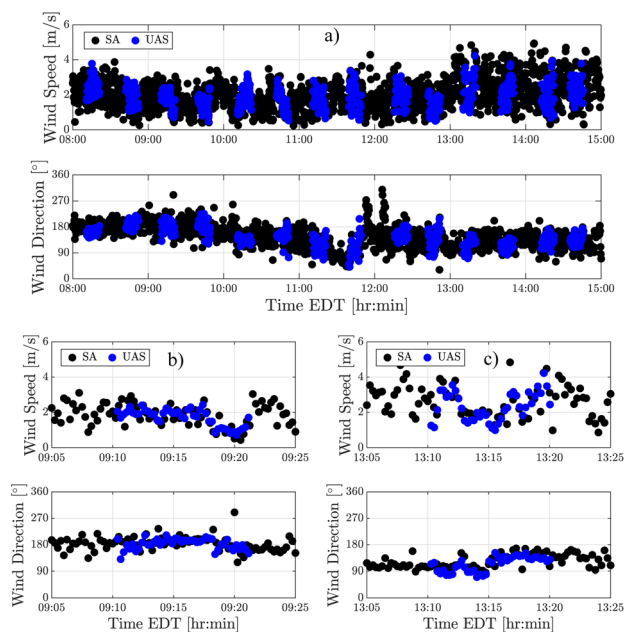 a)
SA UAS
Wind Speed [m/s]
6
4
2
0
08:00 09:00 10:00 11:00 12:00 13:00 14:00 15:00
Wind Direction [°]
360
270
180
90
0
08:00 09:00 10:00 11:00 12:00 13:00 14:00 15:00
Time EDT [hr:min]
b)
SA UAS
Wind Speed [m/s]
6
4
2
0
09:05 09:10 09:15 09:20 09:25
Wind Direction [°]
360
270
180
90
0
09:05 09:10 09:15 09:20 09:25
Time EDT [hr:min]
c)
SA UAS
Wind Speed [m/s]
6
4
2
0
13:05 13:10 13:15 13:20 13:25
Wind Direction [°]
360
270
180
90
0
13:05 13:10 13:15 13:20 13:25
Time EDT [hr:min]